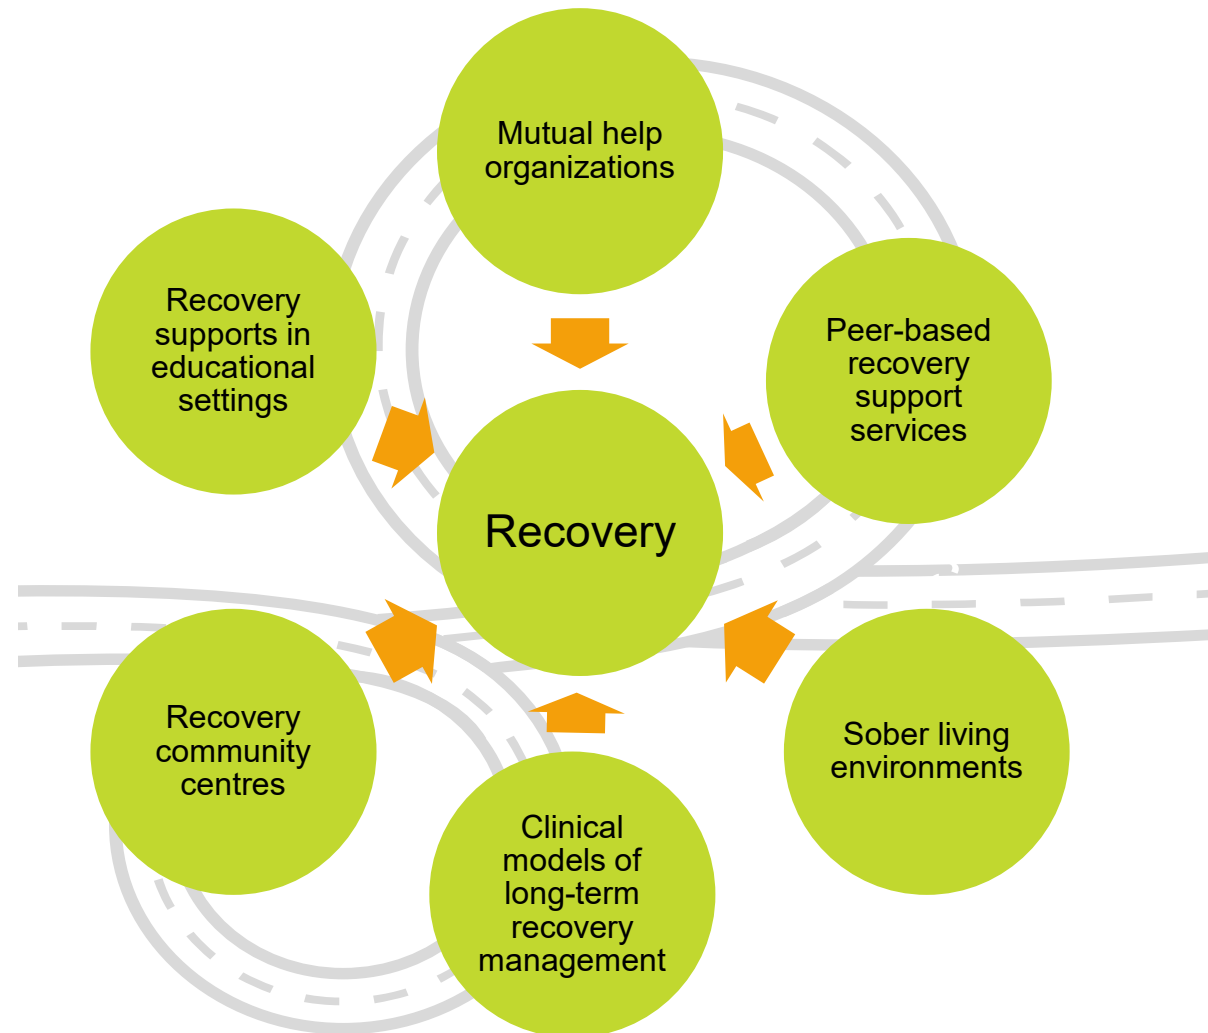 Mutual help
organizations
Peer-based
recovery
support
services
Sober living
environments
Clinical
models of
long-term
recovery
management
Recovery
community
centres
Recovery
supports in
educational
settings
Recovery